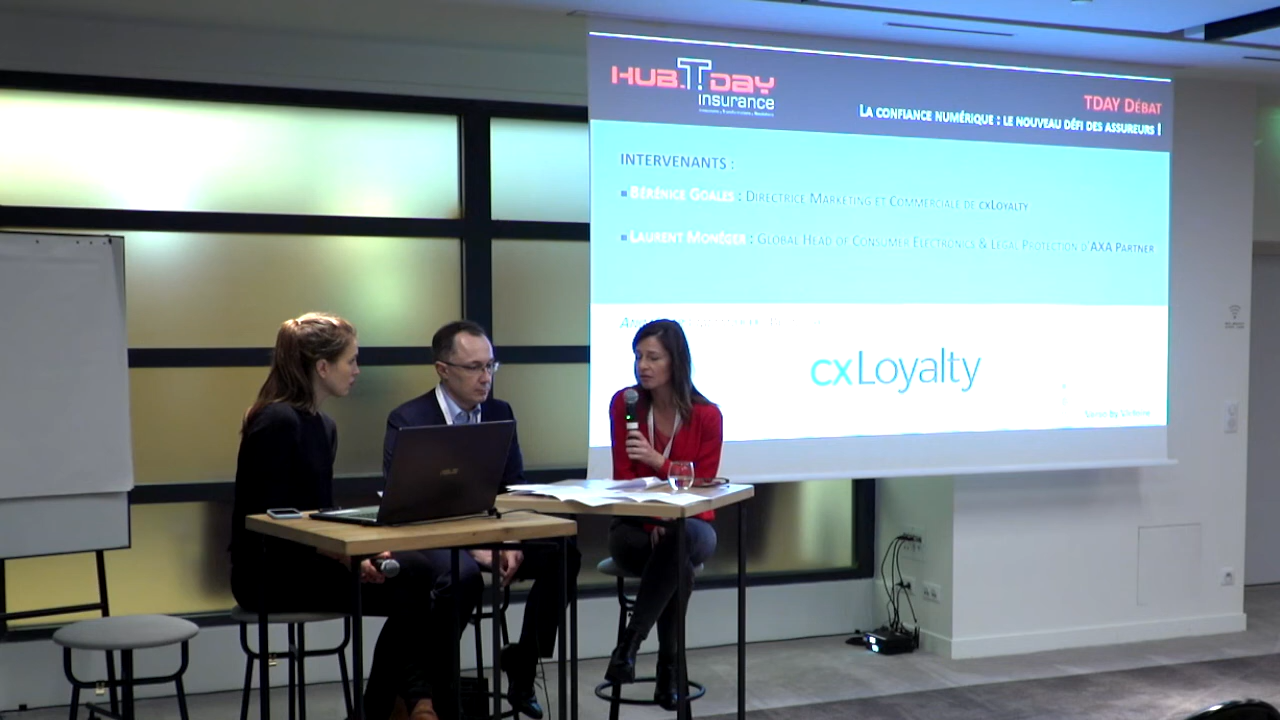 HUB T DAY
insurance
TDAY DÉBAT
LA CONFIANCE NUMÉRIQUE : LE NOUVEAU DÉFI DES ASSUREURS !
INTERVENANTS :
BÉRÉNICE GOALES : DIRECTRICE MARKETING ET COMMERCIALE DE CXLOYALTY
LAURENT MONÉGER : GLOBAL HEAD OF CONSUMER ELECTRONICS & LEGAL PROTECTION D'AXA PARTNER
cxLoyalty
ASUS